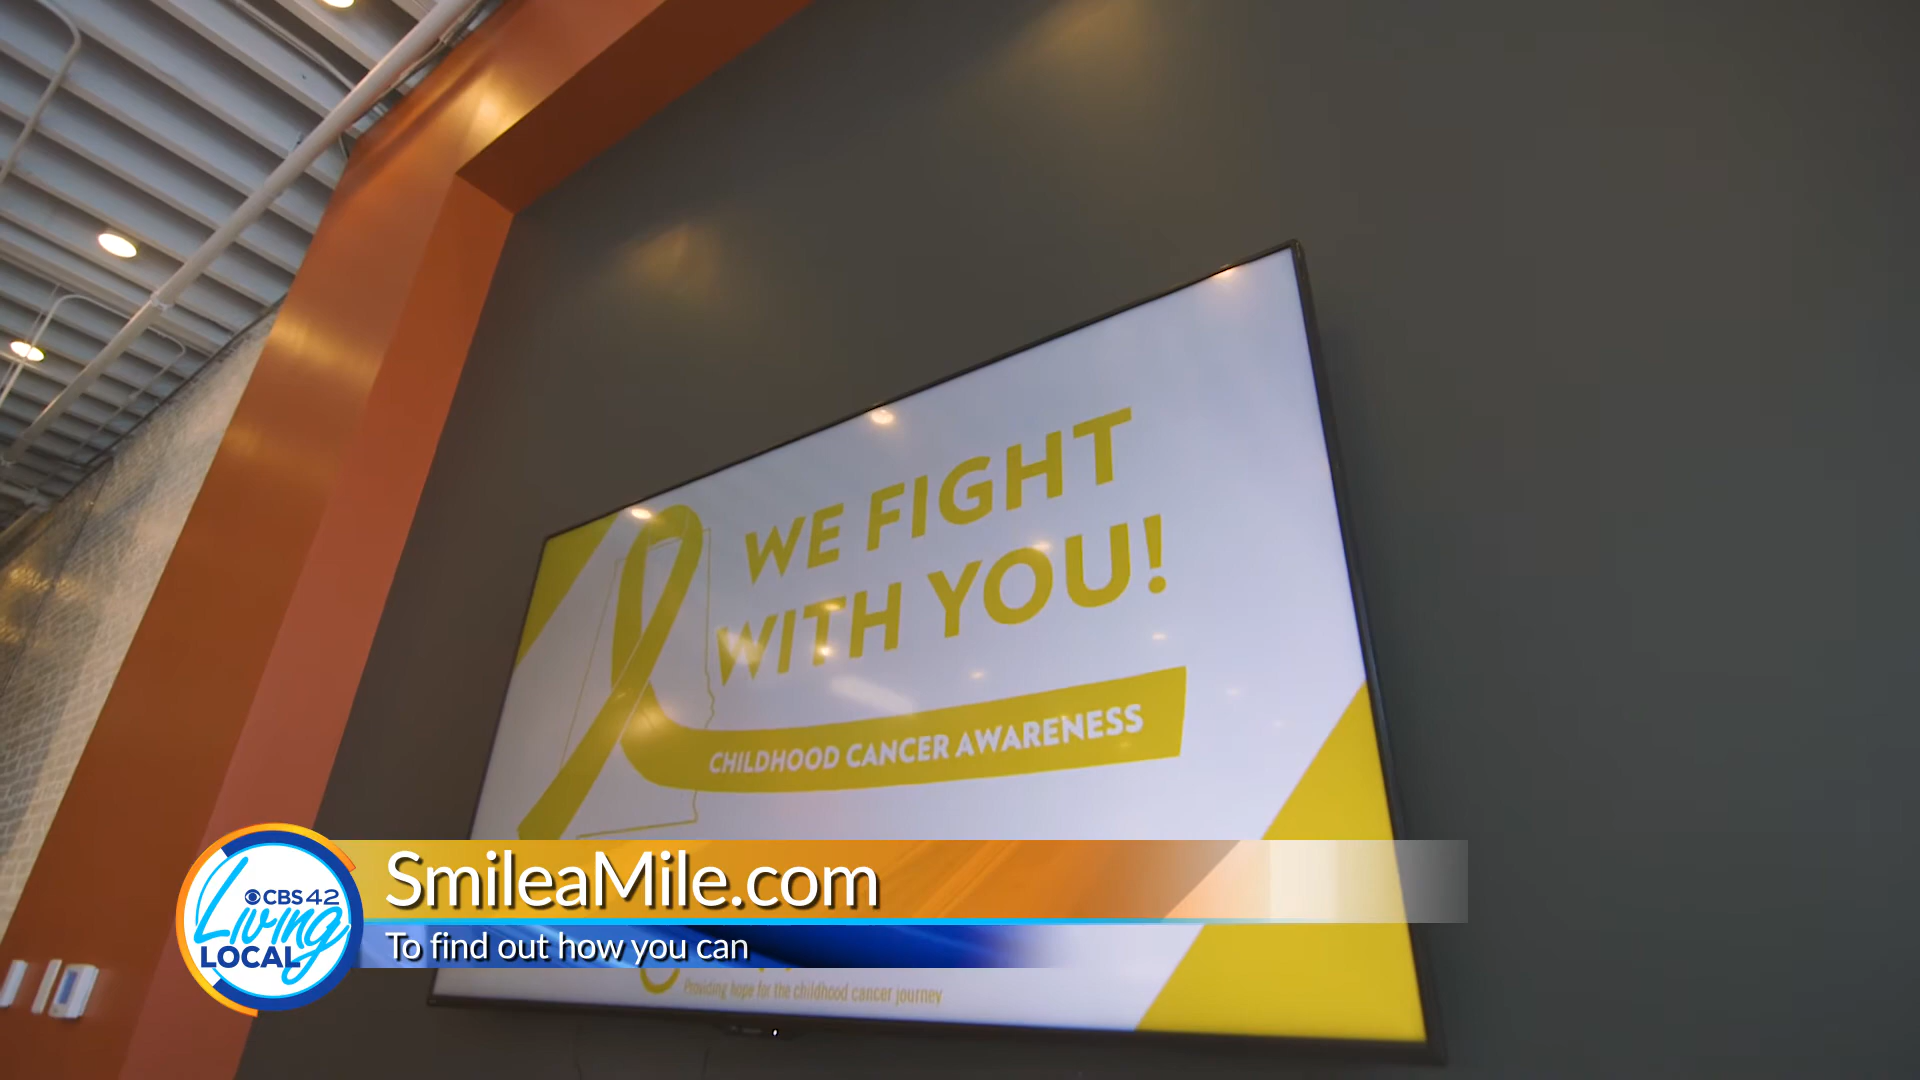 WE FIGHT
WITH YOU!
CHILDHOOD CANCER AWARENESS
SmileaMile.com
CBS 42
Living
LOCAL
To find out how you can
Providing hope for the childhood cancer journey